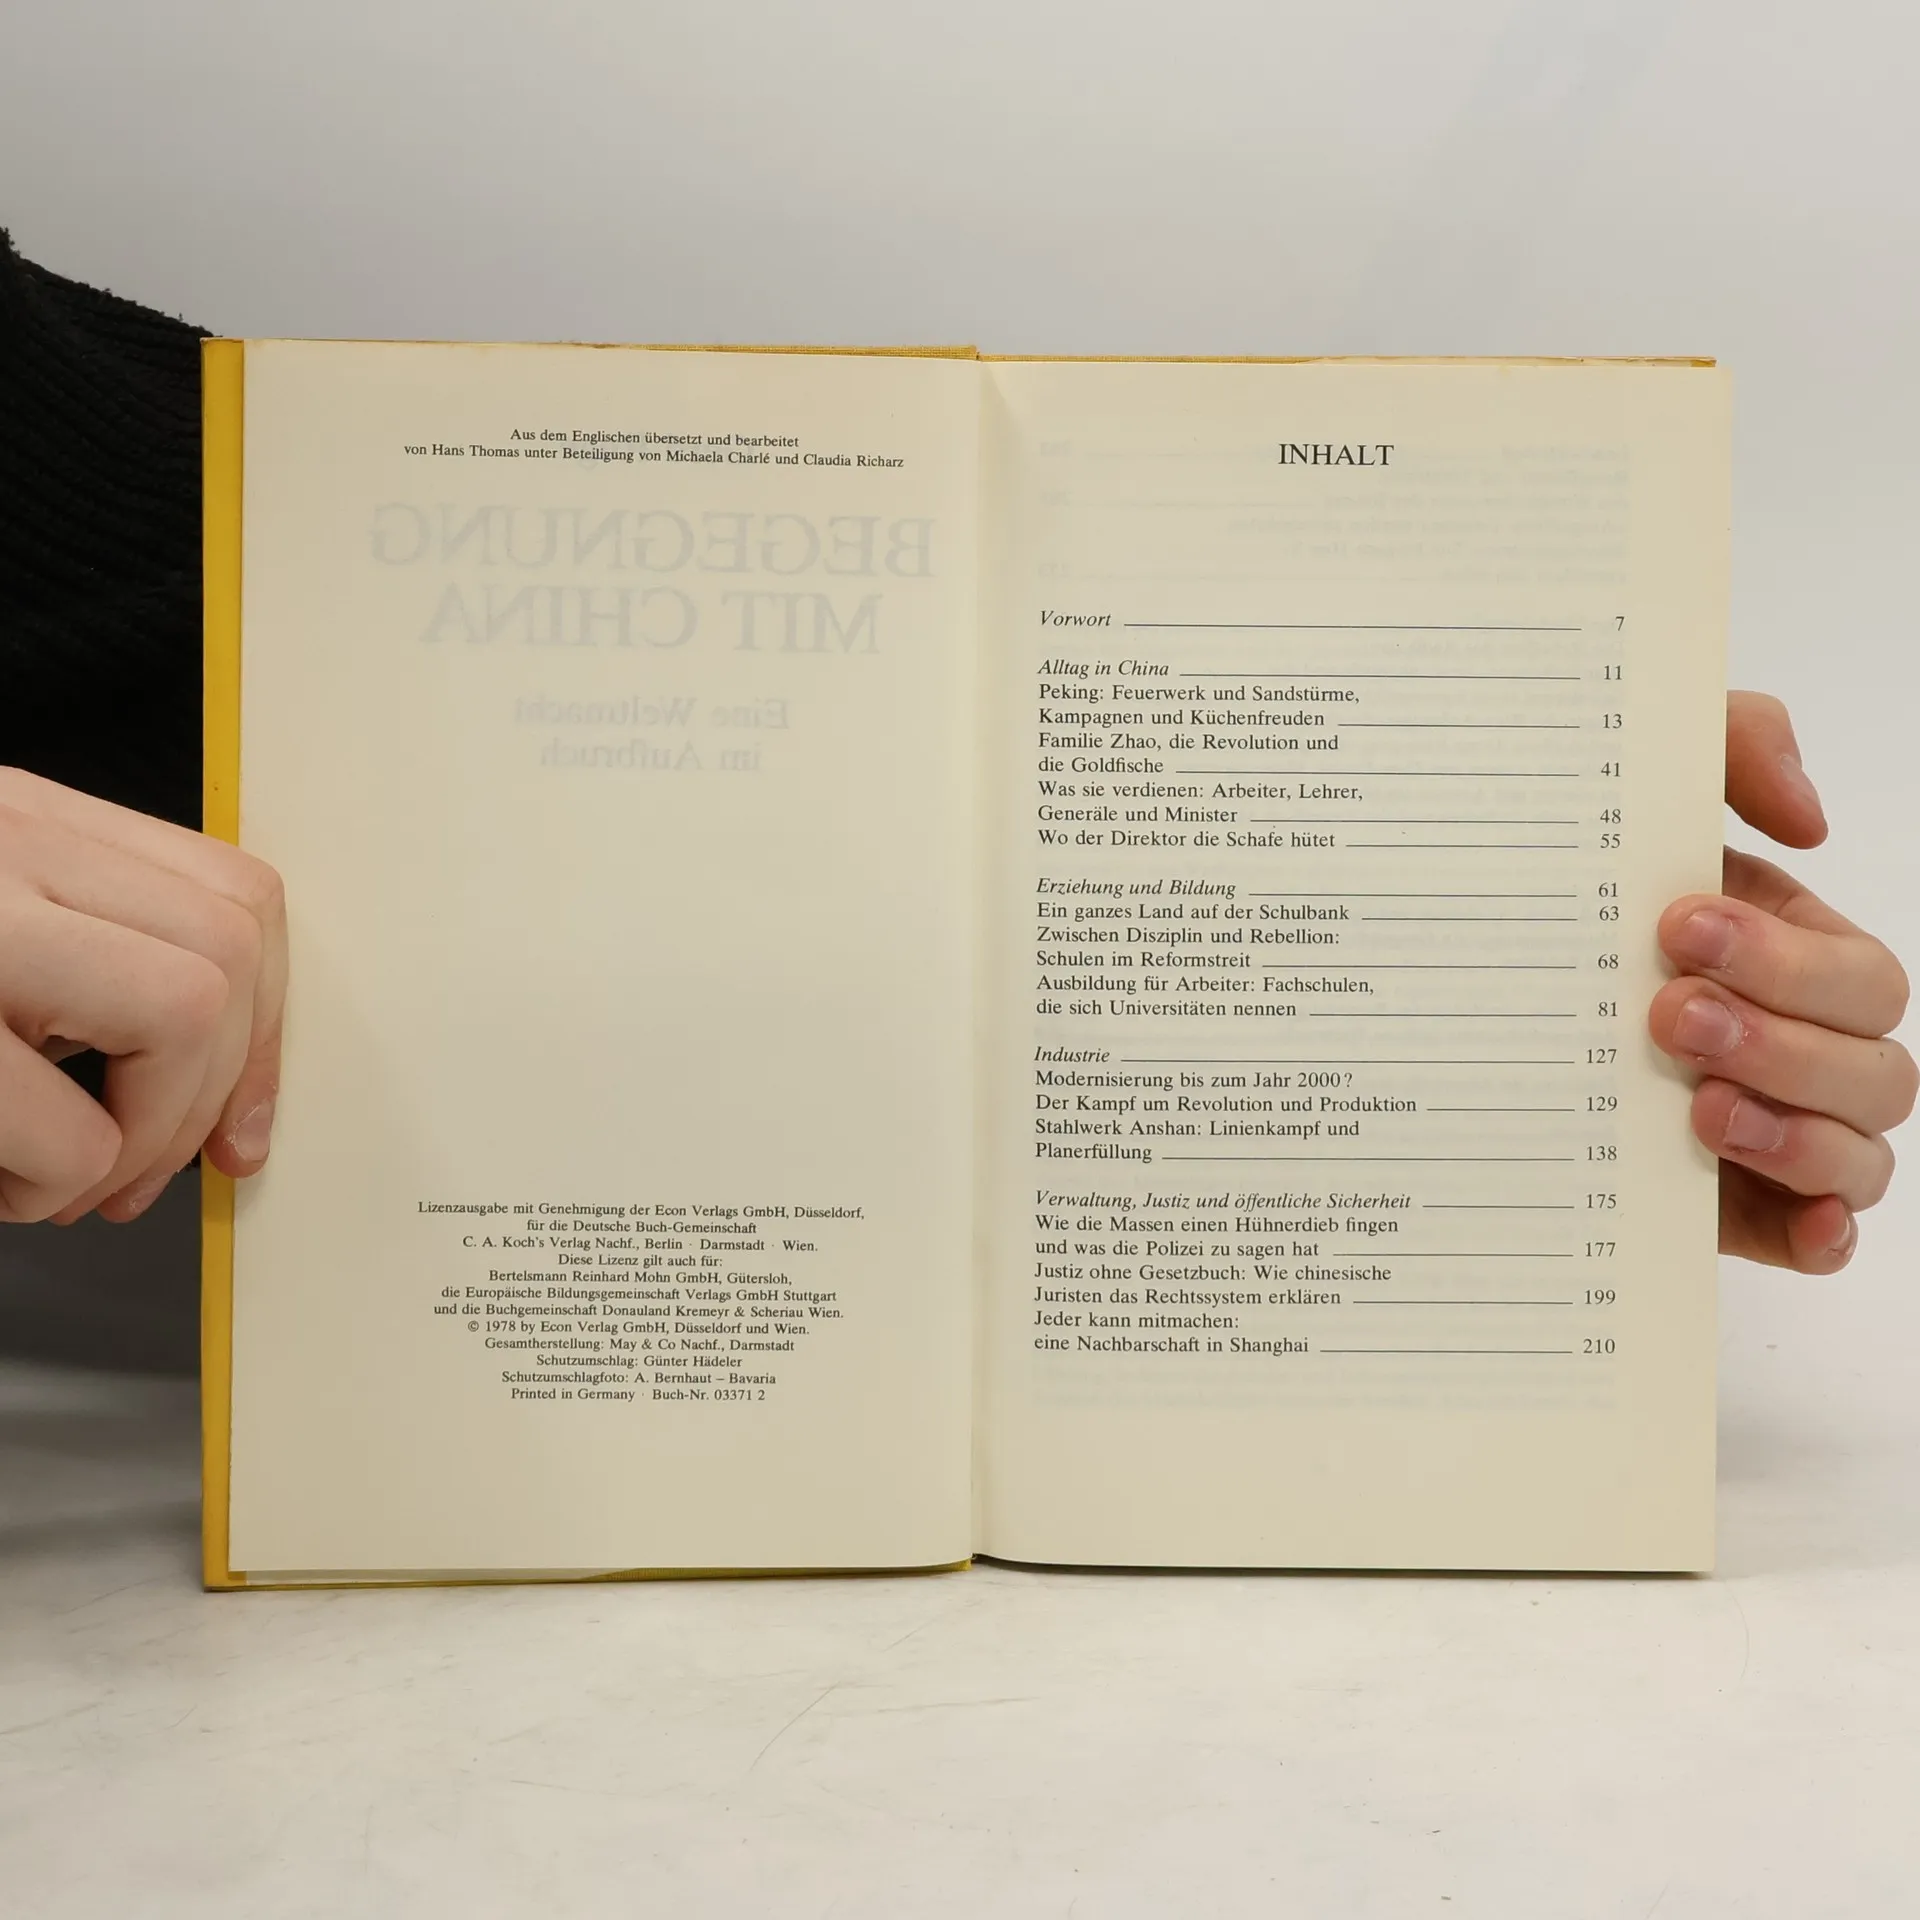 Aus dem Englischen übersetzt und bearbeitet
von Hans Thomas unter Beteiligung von Michaela Charlé und Claudia Richarz
BEGEGNUNG
MIT CHINA
Eine Weltmacht
im Aufbruch
Lizenzausgabe mit Genehmigung der Econ Verlags GmbH, Düsseldorf,
für die Deutsche Buch-Gemeinschaft
C. A. Koch's Verlag Nachf., Berlin · Darmstadt · Wien.
Diese Lizenz gilt auch für:
Bertelsmann Reinhard Mohn GmbH, Gütersloh,
die Europäische Bildungsgemeinschaft Verlags GmbH Stuttgart
und die Buchgemeinschaft Donauland Kremeyr & Scheriau Wien.
© 1978 by Econ Verlag GmbH, Düsseldorf und Wien.
Gesamtherstellung: May & Co Nachf., Darmstadt
Schutzumschlag: Günter Hädeler
Schutzumschlagfoto: A. Bernhaut – Bavaria
Printed in Germany · Buch-Nr. 03371 2
INHALT
Vorwort 7
Alltag in China 11
Peking: Feuerwerk und Sandstürme,
Kampagnen und Küchenfreuden 13
Familie Zhao, die Revolution und
die Goldfische 41
Was sie verdienen: Arbeiter, Lehrer,
Generäle und Minister 48
Wo der Direktor die Schafe hütet 55
Erziehung und Bildung 61
Ein ganzes Land auf der Schulbank 63
Zwischen Disziplin und Rebellion:
Schulen im Reformstreit 68
Ausbildung für Arbeiter: Fachschulen,
die sich Universitäten nennen 81
Industrie 127
Modernisierung bis zum Jahr 2000?
Der Kampf um Revolution und Produktion 129
Stahlwerk Anshan: Linienkampf und
Planerfüllung 138
Verwaltung, Justiz und öffentliche Sicherheit 175
Wie die Massen einen Hühnerdieb fingen
und was die Polizei zu sagen hat 177
Justiz ohne Gesetzbuch: Wie chinesische
Juristen das Rechtssystem erklären 199
Jeder kann mitmachen:
eine Nachbarschaft in Shanghai 210